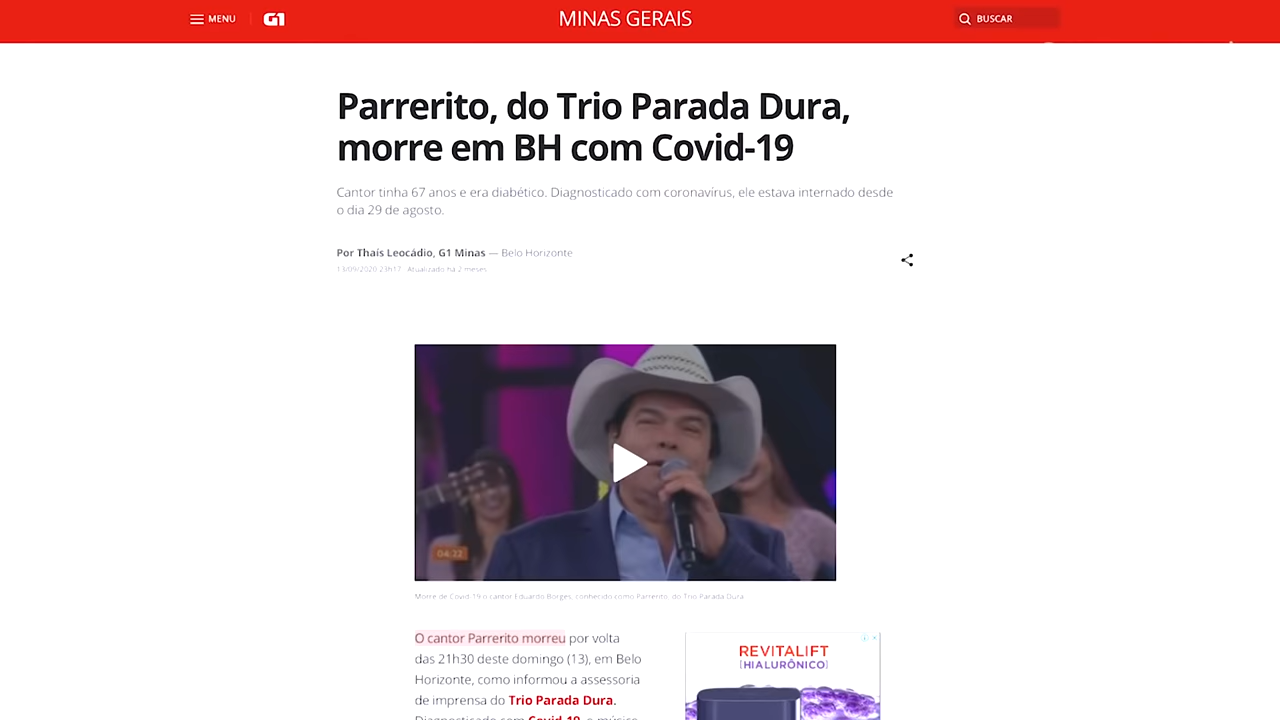 MENU
G1
MINAS GERAIS
BUSCAR
Parrerito, do Trio Parada Dura,
morre em BH com Covid-19
Cantor tinha 67 anos e era diabético. Diagnosticado com coronavírus, ele estava internado desde
o dia 29 de agosto.
Por Thaís Leocádio, G1 Minas — Belo Horizonte
13/09/2020 23h17 Atualizado há 2 meses
04:22
Morre de Covid-19 o cantor Eduardo Borges, conhecido como Parrerito, do Trio Parada Dura
O cantor Parrerito morreu por volta
das 21h30 deste domingo (13), em Belo
Horizonte, como informou a assessoria
de imprensa do Trio Parada Dura.
Diagnosticado com Covid-19, o músico
REVITALIFT
[HIALURÔNICO]